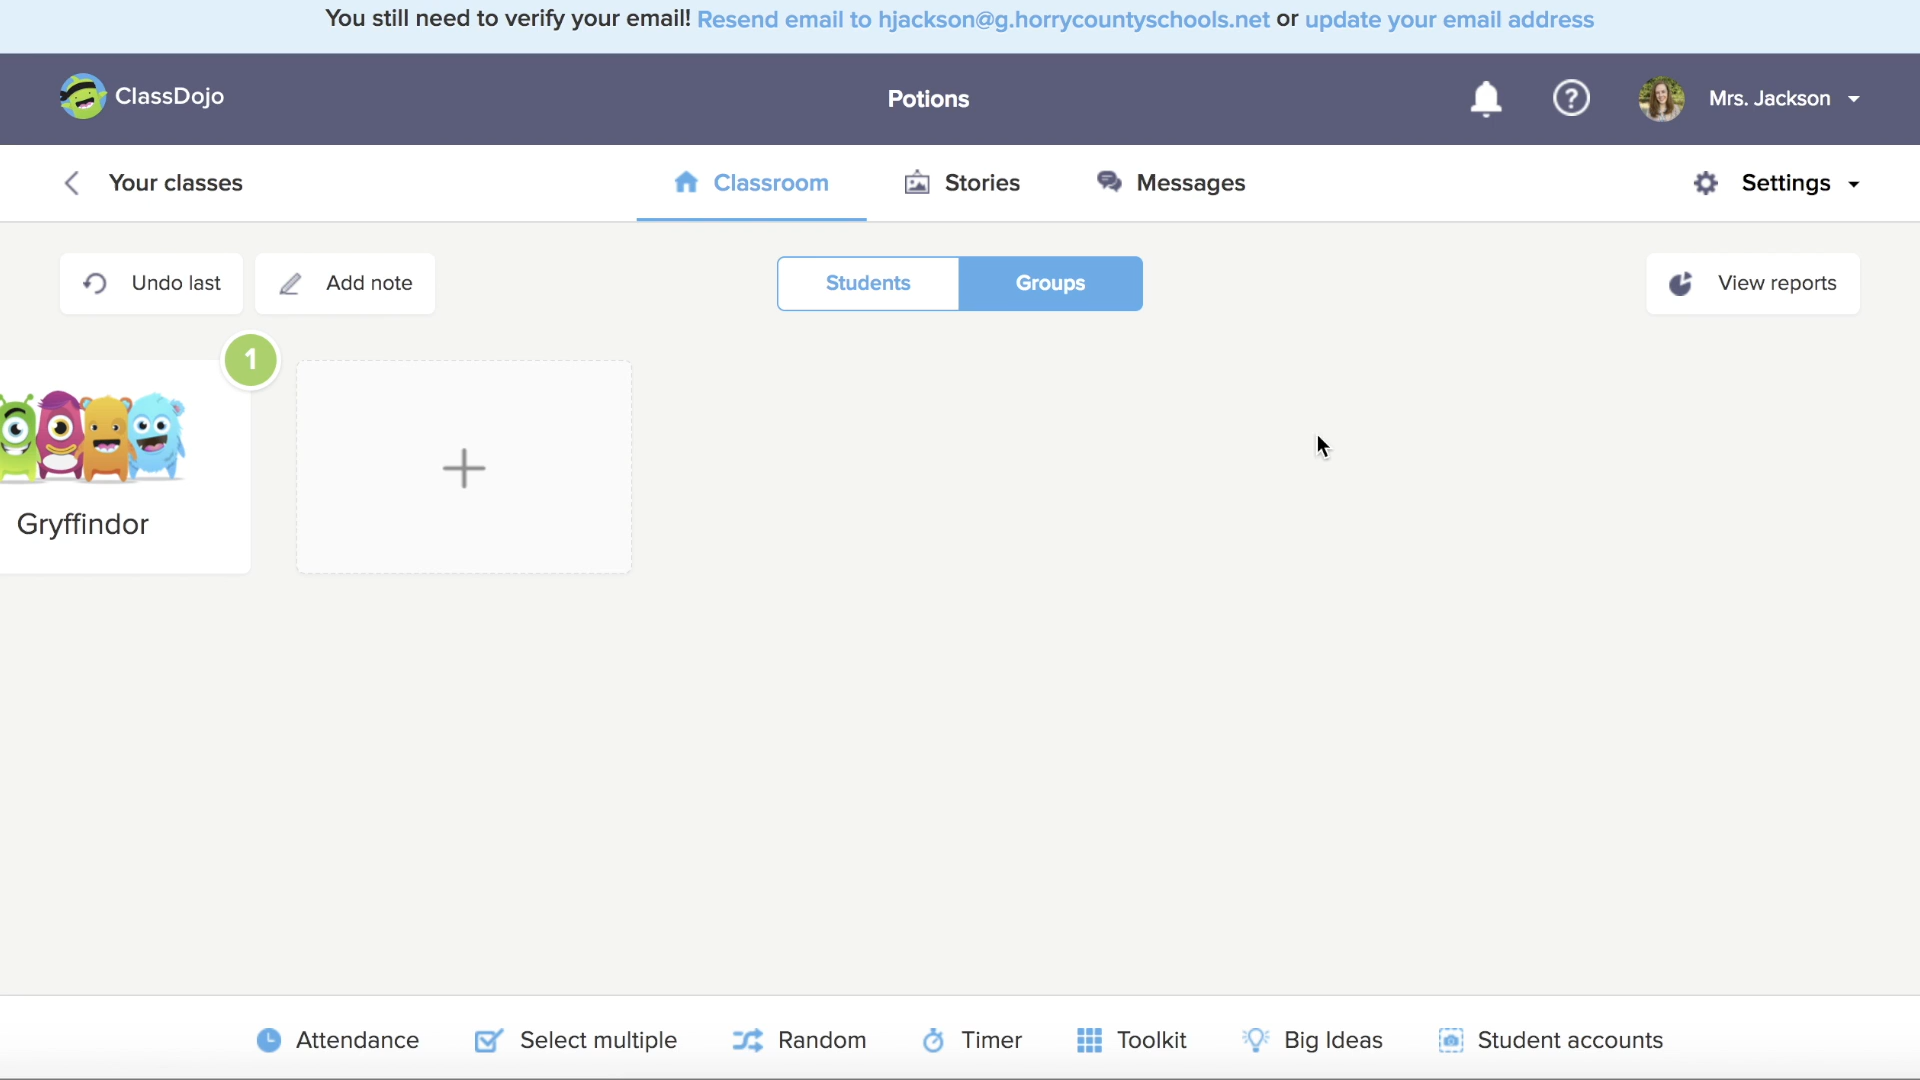 You still need to verify your email! Resend email to hjackson@g.horrycountyschools.net or update your email address
ClassDojo
Potions
?
Mrs. Jackson
Your classes
Classroom
Stories
Messages
Settings
Undo last
Add note
Students
Groups
View reports
1
Gryffindor
Attendance
Select multiple
Random
Timer
Toolkit
Big Ideas
Student accounts